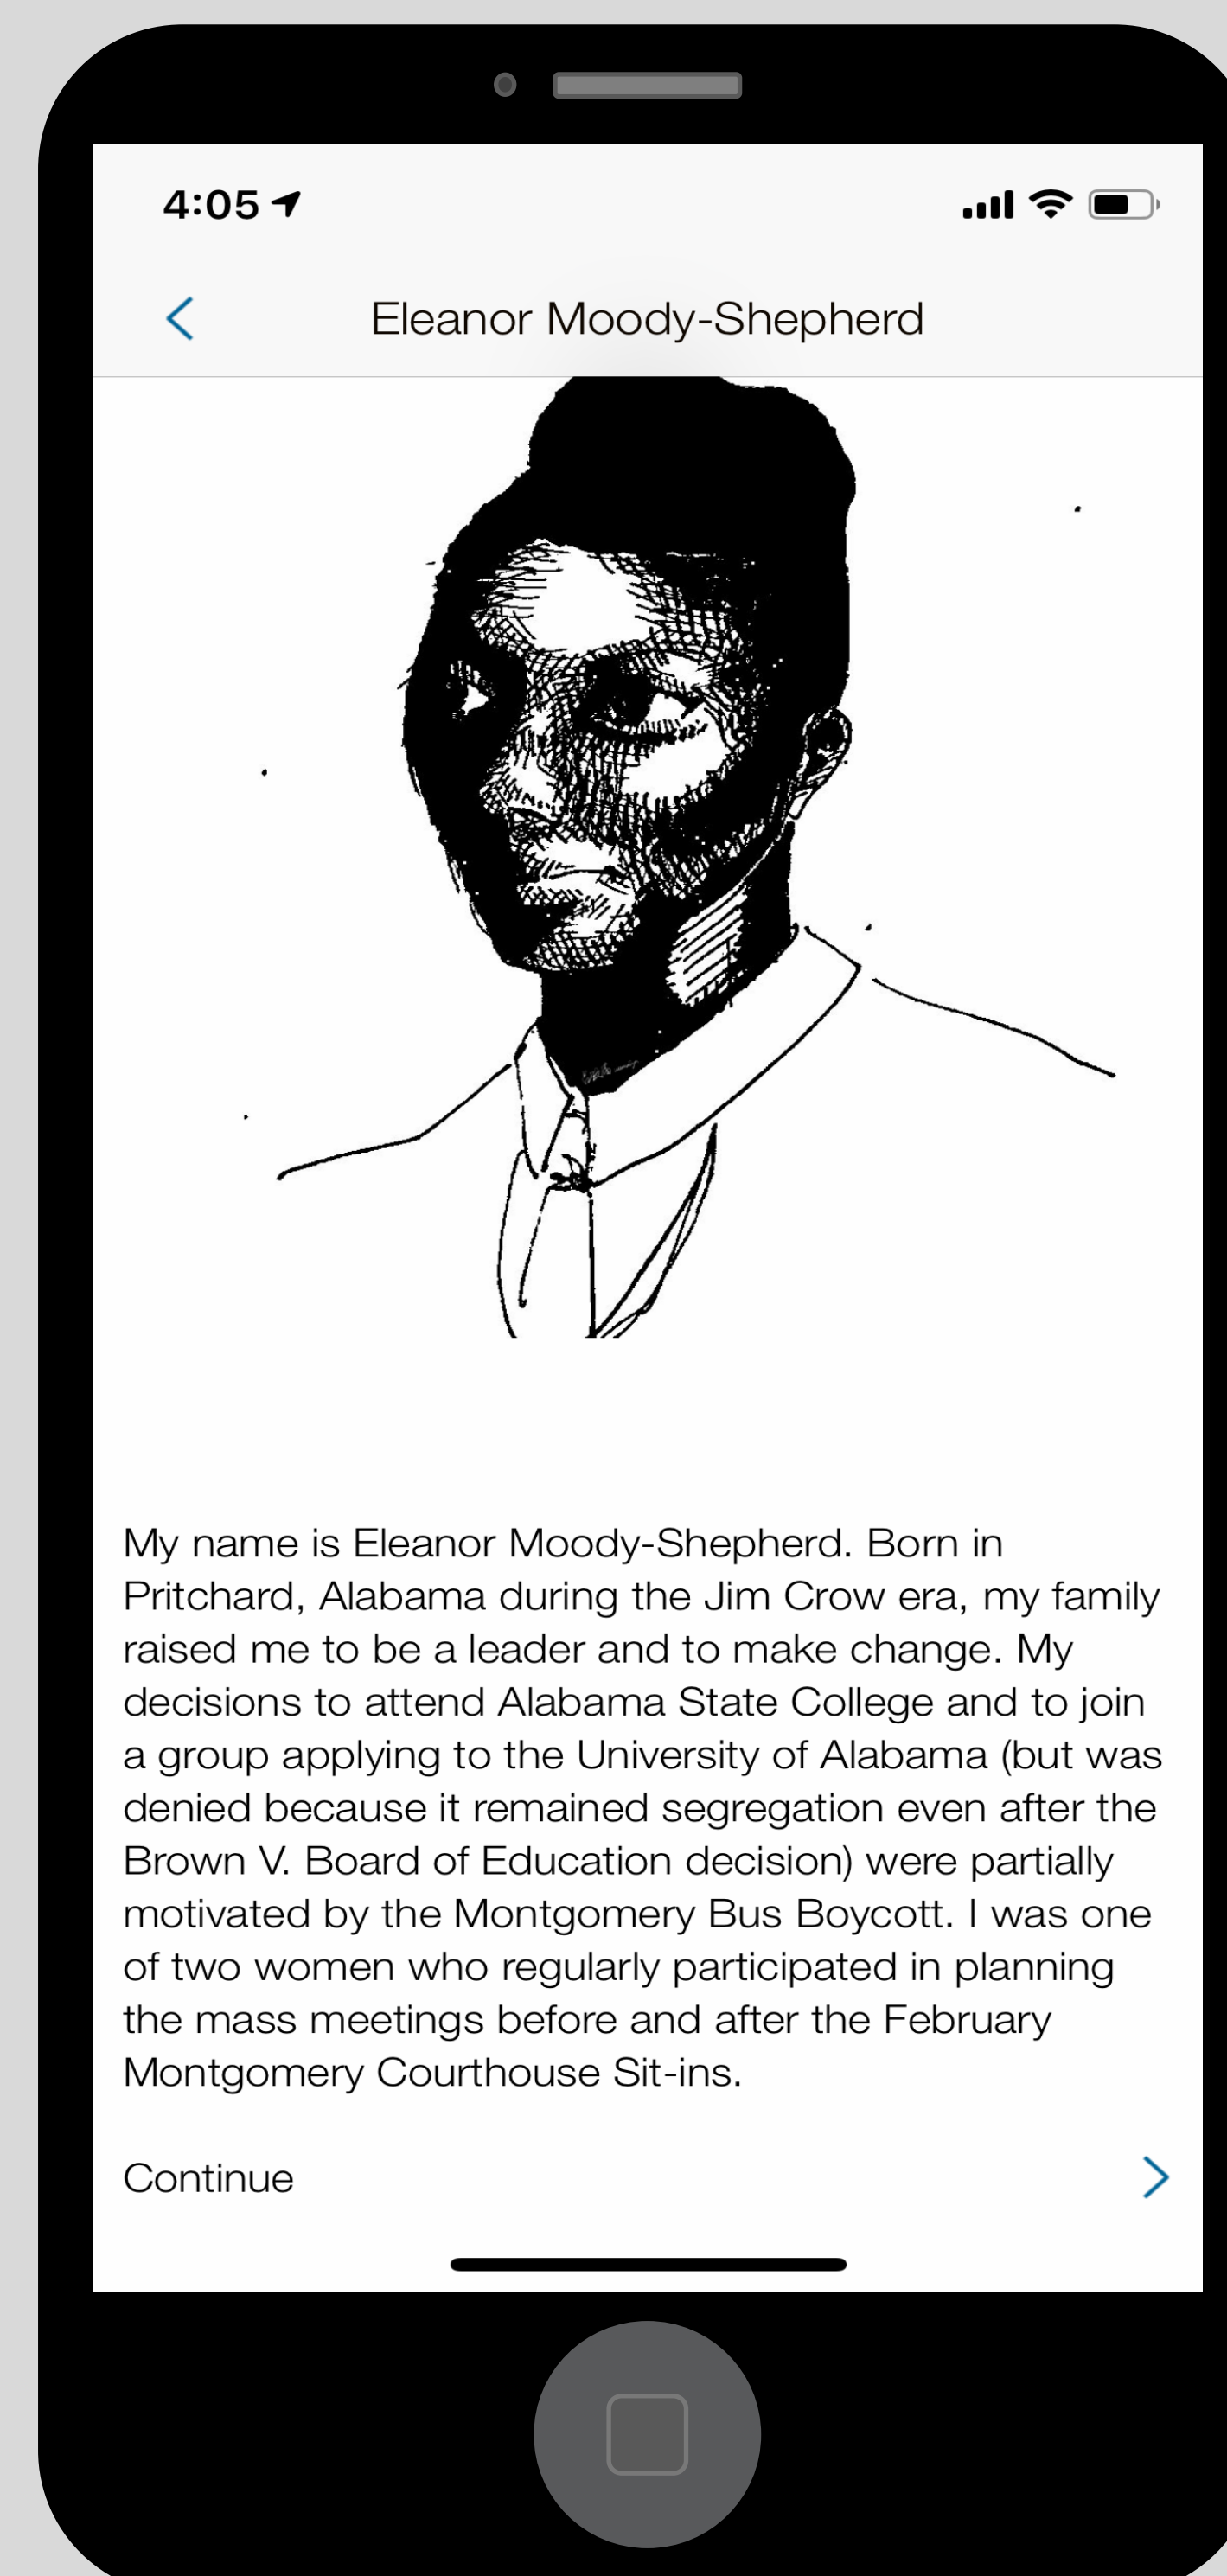 4:05
Eleanor Moody-Shepherd
My name is Eleanor Moody-Shepherd. Born in
Pritchard, Alabama during the Jim Crow era, my family
raised me to be a leader and to make change. My
decisions to attend Alabama State College and to join
a group applying to the University of Alabama (but was
denied because it remained segregation even after the
Brown V. Board of Education decision) were partially
motivated by the Montgomery Bus Boycott. I was one
of two women who regularly participated in planning
the mass meetings before and after the February
Montgomery Courthouse Sit-ins.
Continue